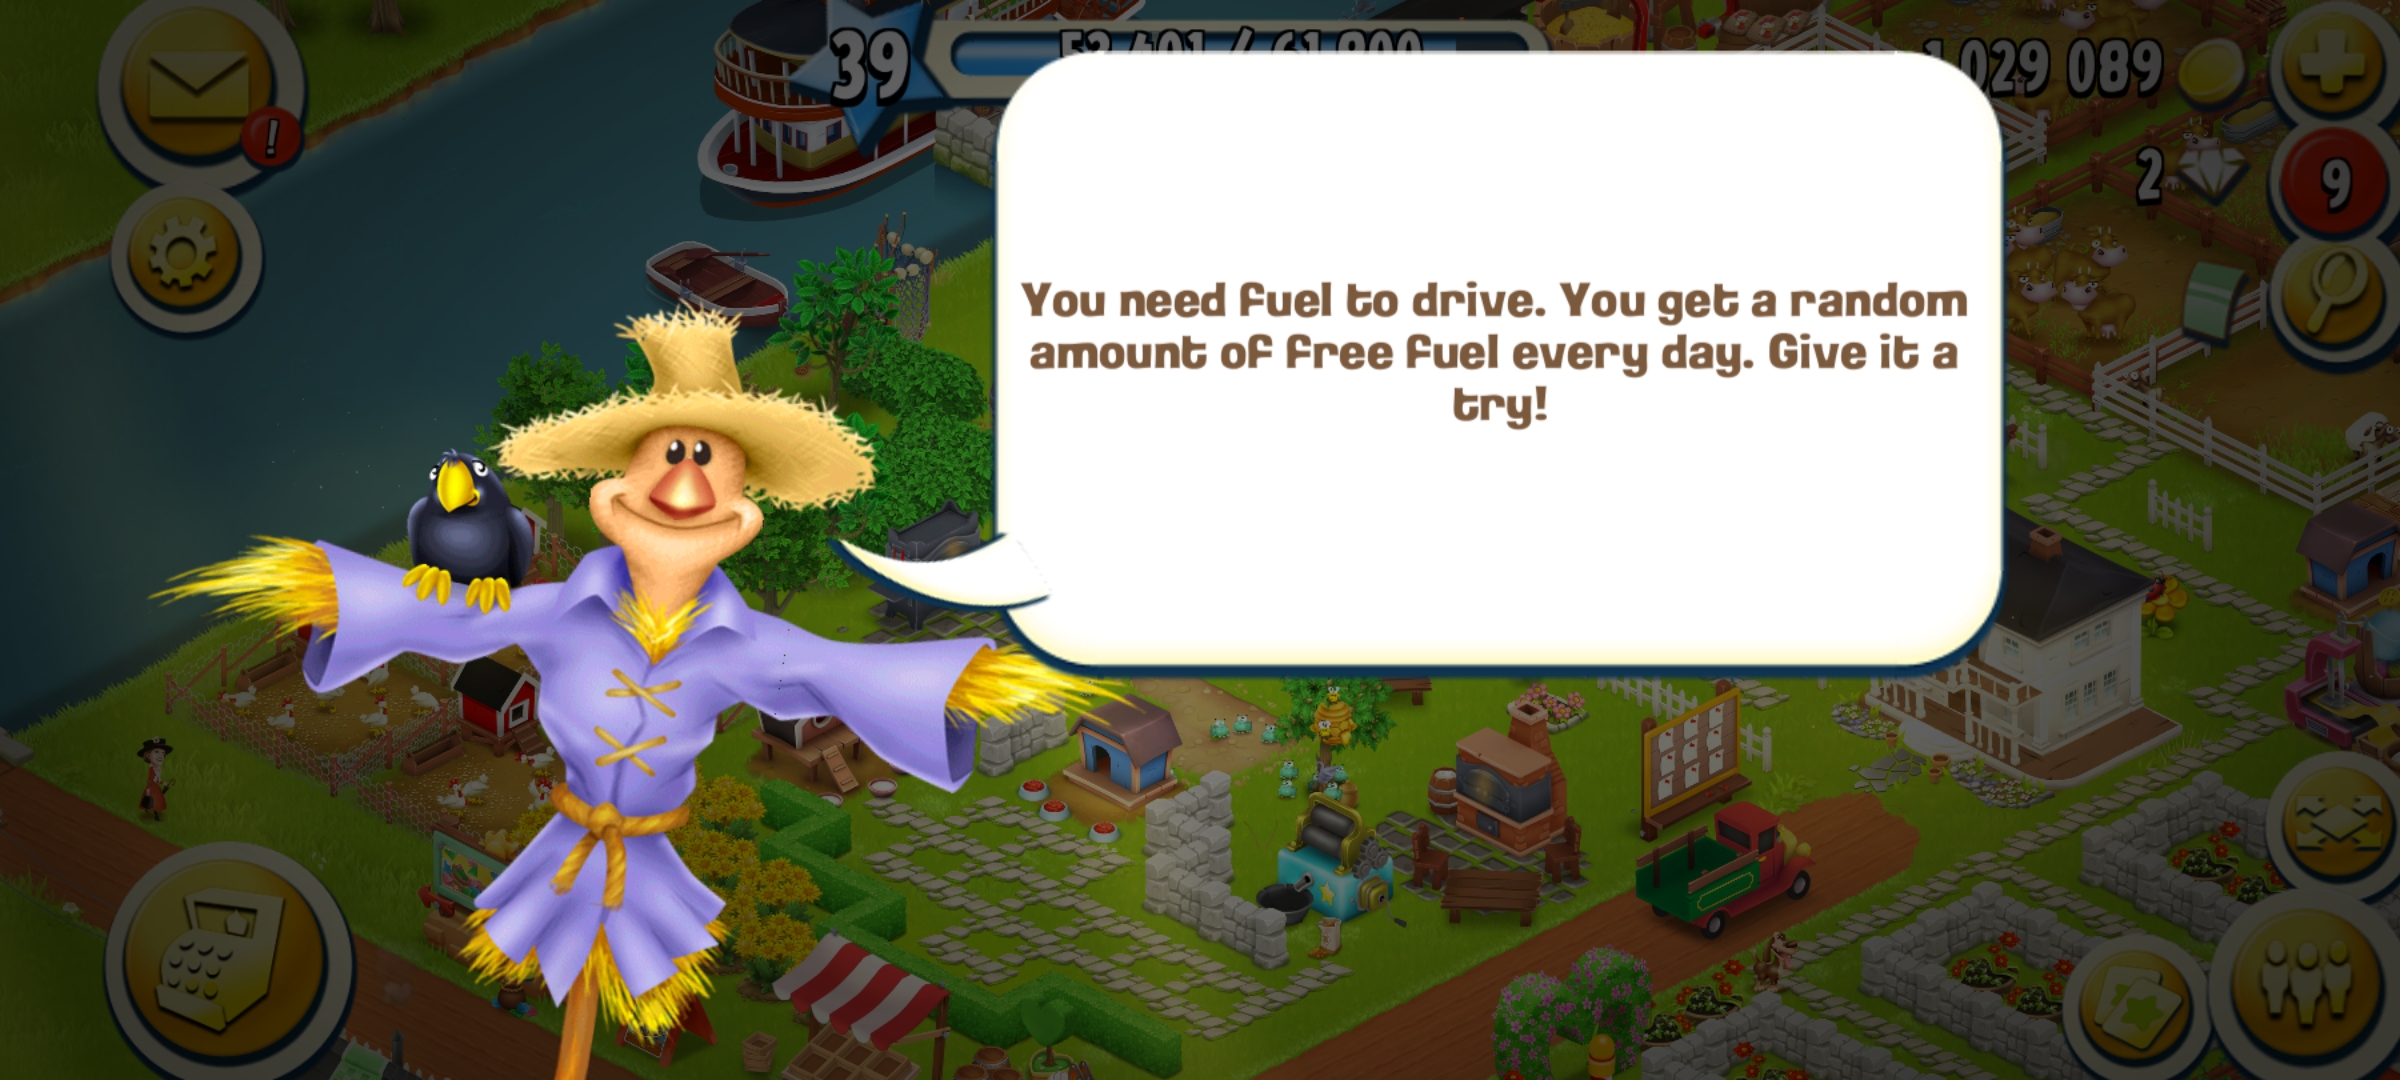 39
1 029 089
2
!
9
You need fuel to drive. You get a random
amount of free fuel every day. Give it a
try!